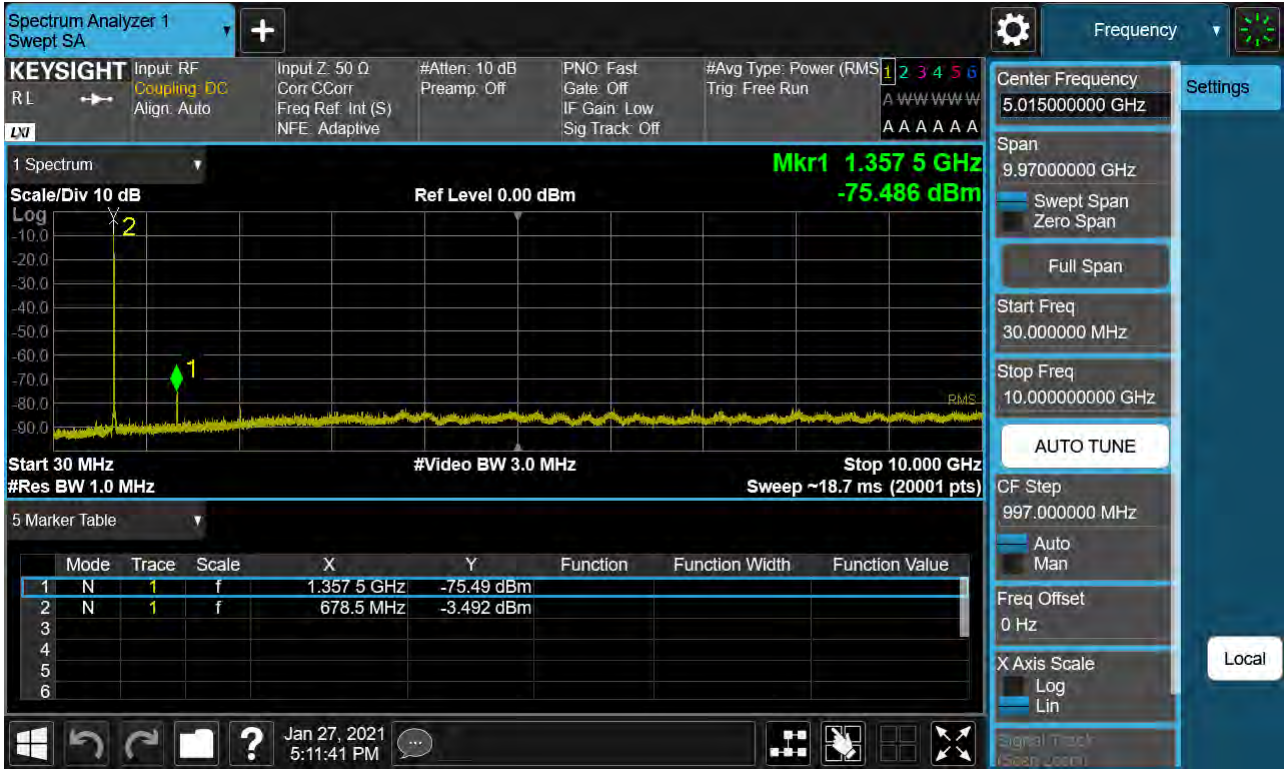 Spectrum Analyzer 1
Swept SA
+
Frequency
KEYSIGHT
RL
LXI
Input: RF
Coupling: DC
Align: Auto
Input Z: 50 Ω
Corr CCorr
Freq Ref: Int (S)
NFE: Adaptive
#Atten: 10 dB
Preamp: Off
PNO: Fast
Gate: Off
IF Gain: Low
Sig Track: Off
#Avg Type: Power (RMS
Trig: Free Run
1 2 3 4 5 6
A W W W W W
A A A A A A
1 Spectrum
Scale/Div 10 dB
Log
Ref Level 0.00 dBm
Mkr1 1.357 5 GHz
-75.486 dBm
2
1
-10.0
-20.0
-30.0
-40.0
-50.0
-60.0
-70.0
-80.0
-90.0
RMS
Start 30 MHz
#Video BW 3.0 MHz
Stop 10.000 GHz
#Res BW 1.0 MHz
Sweep ~18.7 ms (20001 pts)
5 Marker Table
Mode Trace Scale X Y Function Function Width Function Value
1 N 1 f 1.357 5 GHz -75.49 dBm
2 N 1 f 678.5 MHz -3.492 dBm
3
4
5
6
Jan 27, 2021
5:11:41 PM
?
Center Frequency
5.015000000 GHz
Span
9.97000000 GHz
Swept Span
Zero Span
Full Span
Start Freq
30.000000 MHz
Stop Freq
10.000000000 GHz
AUTO TUNE
CF Step
997.000000 MHz
Auto
Man
Freq Offset
0 Hz
X Axis Scale
Log
Lin
Signal Track
(Span Zoom)
Settings
Local